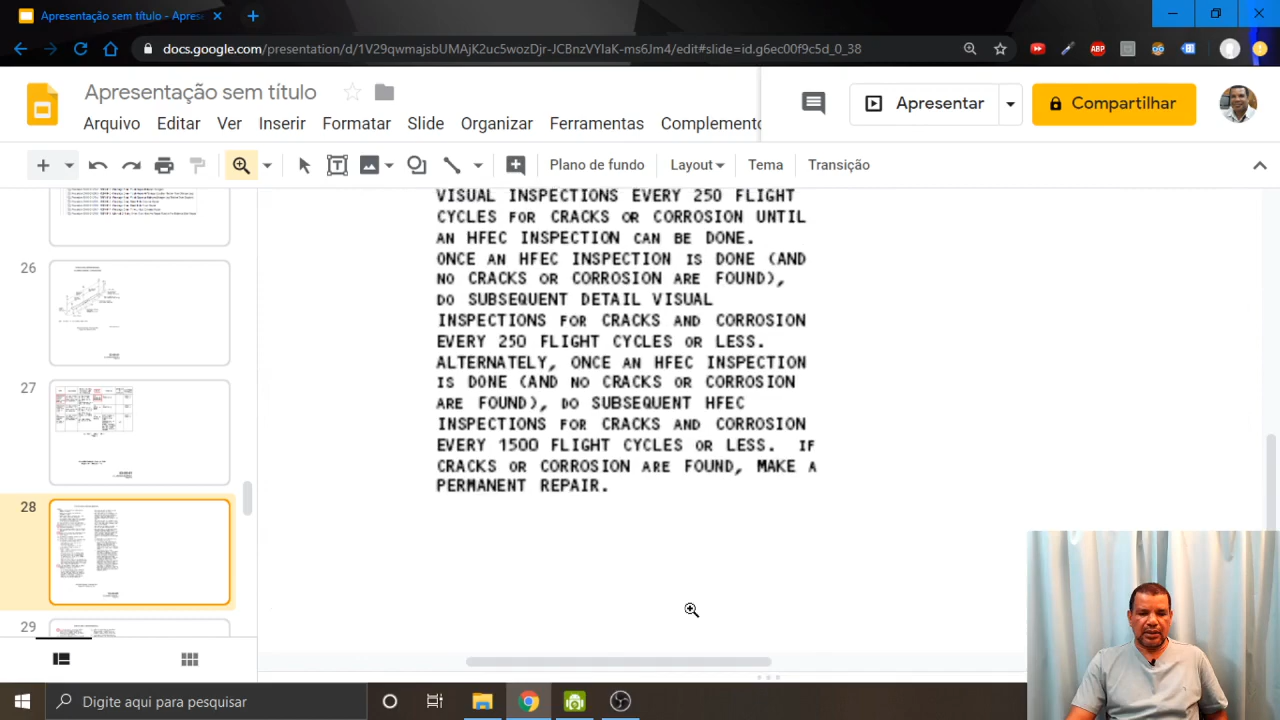 Apresentação sem título - Aprese
docs.google.com/presentation/d/1V29qwmajsbUMAjK2uc5wozDjr-JCBnzVYIaK-ms6Jm4/edit#slide=id.g6ec00f9c5d_0_38
ABP
Apresentação sem título
Apresentar
Compartilhar
Arquivo Editar Ver Inserir Formatar Slide Organizar Ferramentas Complemento
Plano de fundo Layout Tema Transição
26
27
28
29
VISUAL INSPECTIONS EVERY 250 FLIGHT
CYCLES FOR CRACKS OR CORROSION UNTIL
AN HFEC INSPECTION CAN BE DONE.
ONCE AN HFEC INSPECTION IS DONE (AND
NO CRACKS OR CORROSION ARE FOUND),
DO SUBSEQUENT DETAIL VISUAL
INSPECTIONS FOR CRACKS AND CORROSION
EVERY 250 FLIGHT CYCLES OR LESS.
ALTERNATELY, ONCE AN HFEC INSPECTION
IS DONE (AND NO CRACKS OR CORROSION
ARE FOUND), DO SUBSEQUENT HFEC
INSPECTIONS FOR CRACKS AND CORROSION
EVERY 1500 FLIGHT CYCLES OR LESS. IF
CRACKS OR CORROSION ARE FOUND, MAKE A
PERMANENT REPAIR.
Digite aqui para pesquisar